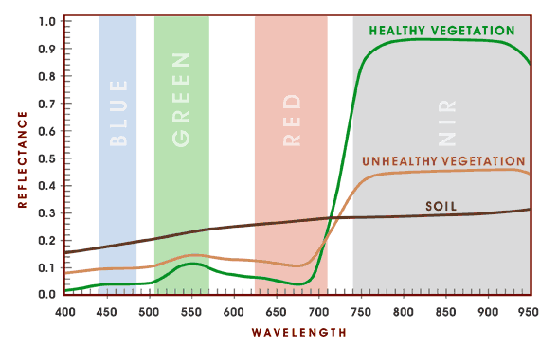 1.0
0.9
0.8
0.7
0.6
0.5
0.4
0.3
0.2
0.1
0.0
REFLECTANCE
BLUE
GREEN
RED
NIR
HEALTHY VEGETATION
UNHEALTHY VEGETATION
SOIL
400 450 500 550 600 650 700 750 800 850 900 950
WAVELENGTH